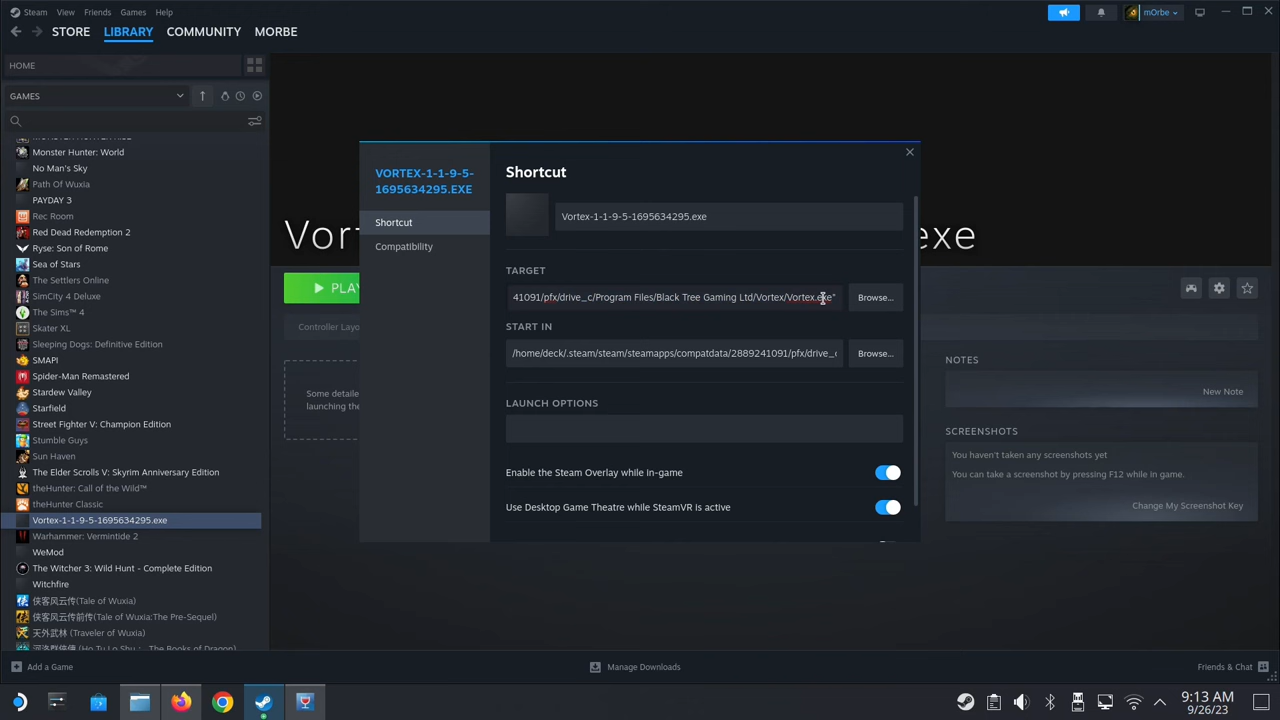 Steam View Friends Games Help
mOrbe
STORE LIBRARY COMMUNITY MORBE
HOME
GAMES
Monster Hunter: World
No Man's Sky
Path Of Wuxia
PAYDAY 3
Rec Room
Red Dead Redemption 2
Ryse: Son of Rome
Sea of Stars
The Settlers Online
SimCity 4 Deluxe
The Sims™ 4
Skater XL
Sleeping Dogs: Definitive Edition
SMAPI
Spider-Man Remastered
Stardew Valley
Starfield
Street Fighter V: Champion Edition
Stumble Guys
Sun Haven
The Elder Scrolls V: Skyrim Anniversary Edition
theHunter: Call of the Wild™
theHunter Classic
Vortex-1-1-9-5-1695634295.exe
Warhammer: Vermintide 2
WeMod
The Witcher 3: Wild Hunt - Complete Edition
Witchfire
侠客风云传(Tale of Wuxia)
侠客风云传前传(Tale of Wuxia:The Pre-Sequel)
天外武林 (Traveler of Wuxia)
Add a Game
Vor
exe
PLAY
Controller Layo
Some detaile
launching the
VORTEX-1-1-9-5-
1695634295.EXE
Shortcut
Compatibility
Shortcut
Vortex-1-1-9-5-1695634295.exe
TARGET
41091/pfx/drive_c/Program Files/Black Tree Gaming Ltd/Vortex/Vortex.exe"
Browse...
START IN
/home/deck/.steam/steam/steamapps/compatdata/2889241091/pfx/drive_c
Browse...
LAUNCH OPTIONS
Enable the Steam Overlay while in-game
Use Desktop Game Theatre while SteamVR is active
NOTES
New Note
SCREENSHOTS
You haven't taken any screenshots yet
You can take a screenshot by pressing F12 while in game.
Change My Screenshot Key
Manage Downloads
Friends & Chat
9:13 AM
9/26/23